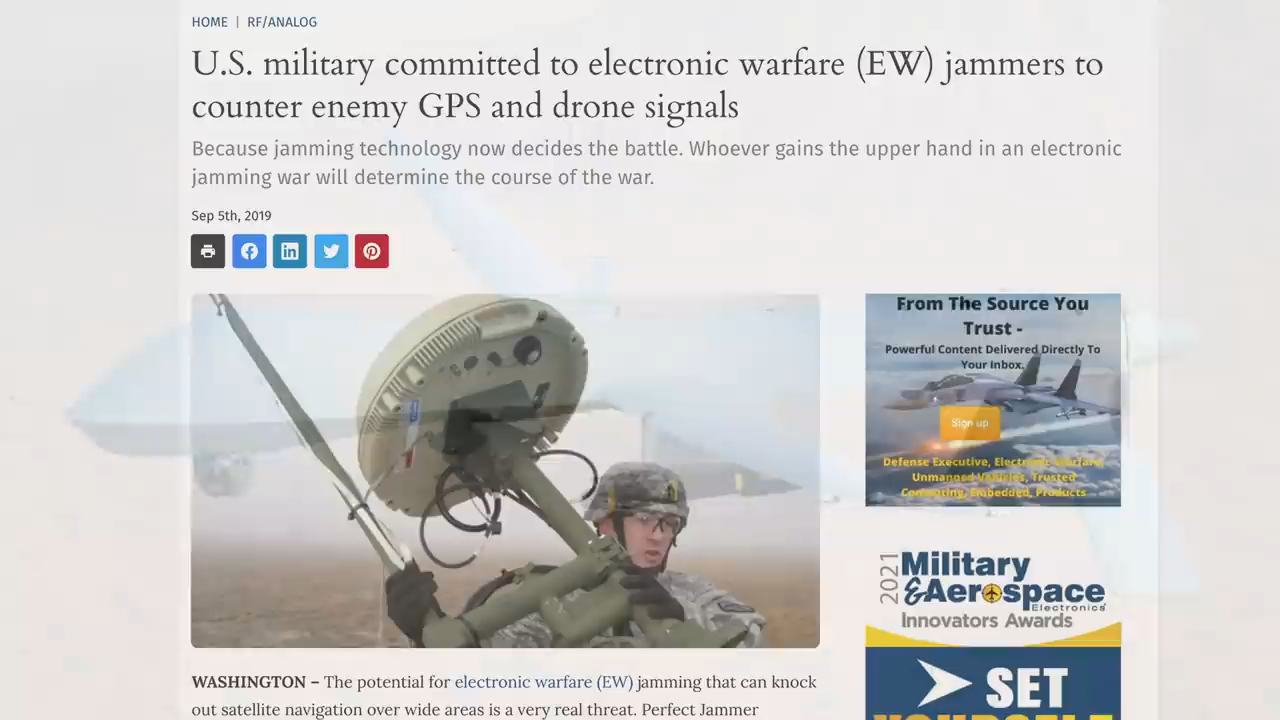 HOME | RF/ANALOG
U.S. military committed to electronic warfare (EW) jammers to
counter enemy GPS and drone signals
Because jamming technology now decides the battle. Whoever gains the upper hand in an electronic
jamming war will determine the course of the war.
Sep 5th, 2019
From The Source You
Trust -
Powerful Content Delivered Directly To
Your Inbox.
Sign up
Defense Executive, Electronic Warfare,
Unmanned Vehicles, Trusted
Computing, Embedded, Products
2021
Military
&Aerospace
Electronics
Innovators Awards
SET
YOURSELF
WASHINGTON – The potential for electronic warfare (EW) jamming that can knock
out satellite navigation over wide areas is a very real threat. Perfect Jammer